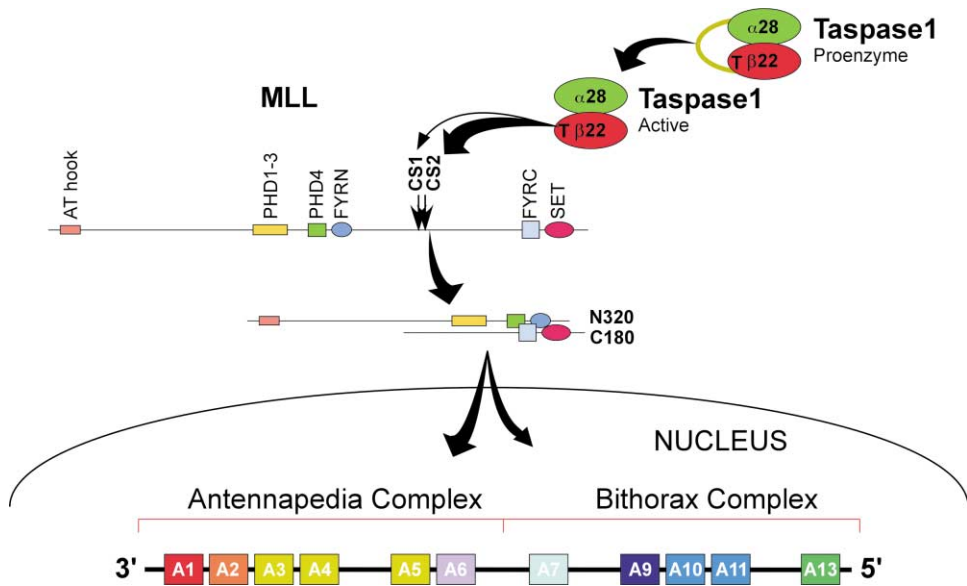 α28
Tβ22
Taspase1
Proenzyme
MLL
α28
Tβ22
Taspase1
Active
AT hook
PHD1-3
PHD4
FYRN
CS1
CS2
FYRC
SET
N320
C180
NUCLEUS
Antennapedia Complex
Bithorax Complex
3' A1 A2 A3 A4 A5 A6 A7 A9 A10 A11 A13 5'